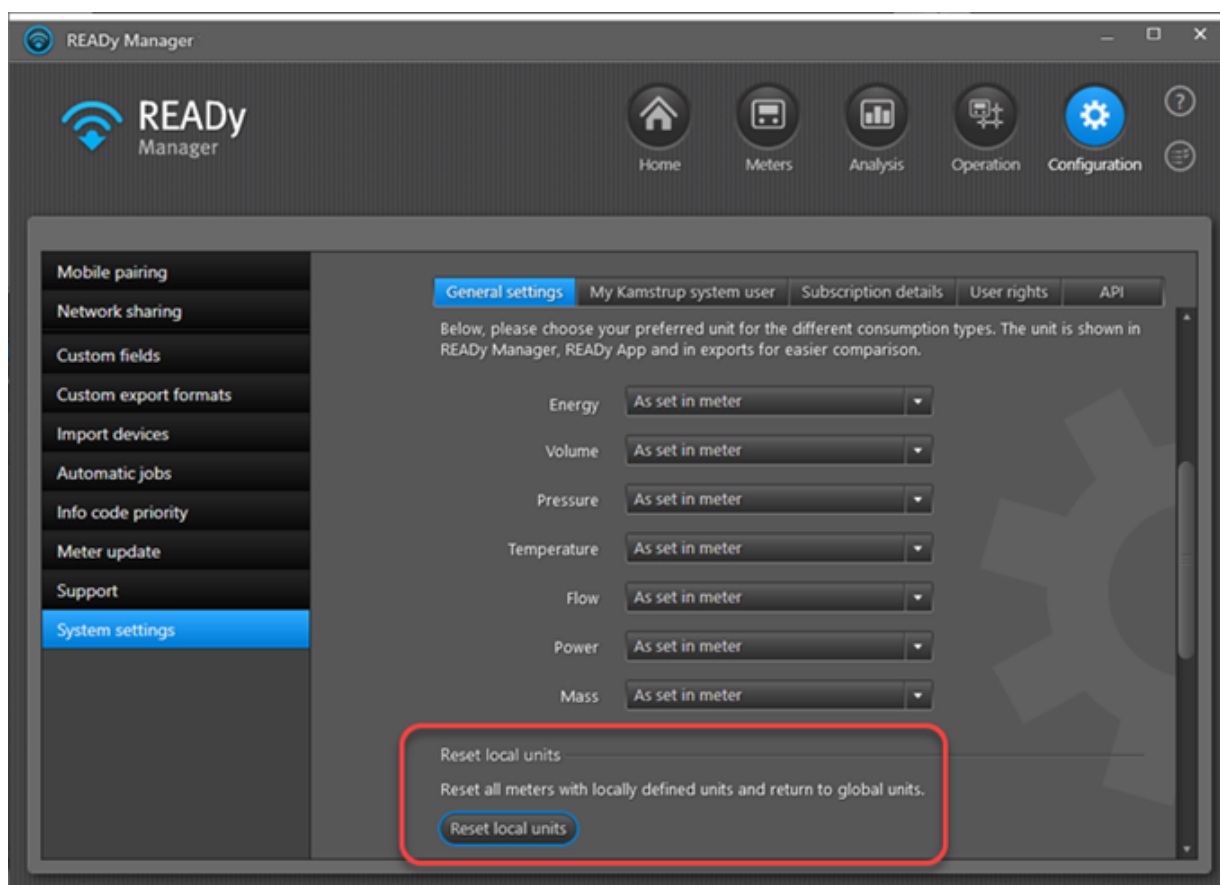 READy Manager
READy
Manager
Home
Meters
Analysis
Operation
Configuration
?
Mobile pairing
Network sharing
Custom fields
Custom export formats
Import devices
Automatic jobs
Info code priority
Meter update
Support
System settings
General settings
My Kamstrup system user
Subscription details
User rights
API
Below, please choose your preferred unit for the different consumption types. The unit is shown in
READy Manager, READy App and in exports for easier comparison.
Energy As set in meter
Volume As set in meter
Pressure As set in meter
Temperature As set in meter
Flow As set in meter
Power As set in meter
Mass As set in meter
Reset local units
Reset all meters with locally defined units and return to global units.
Reset local units